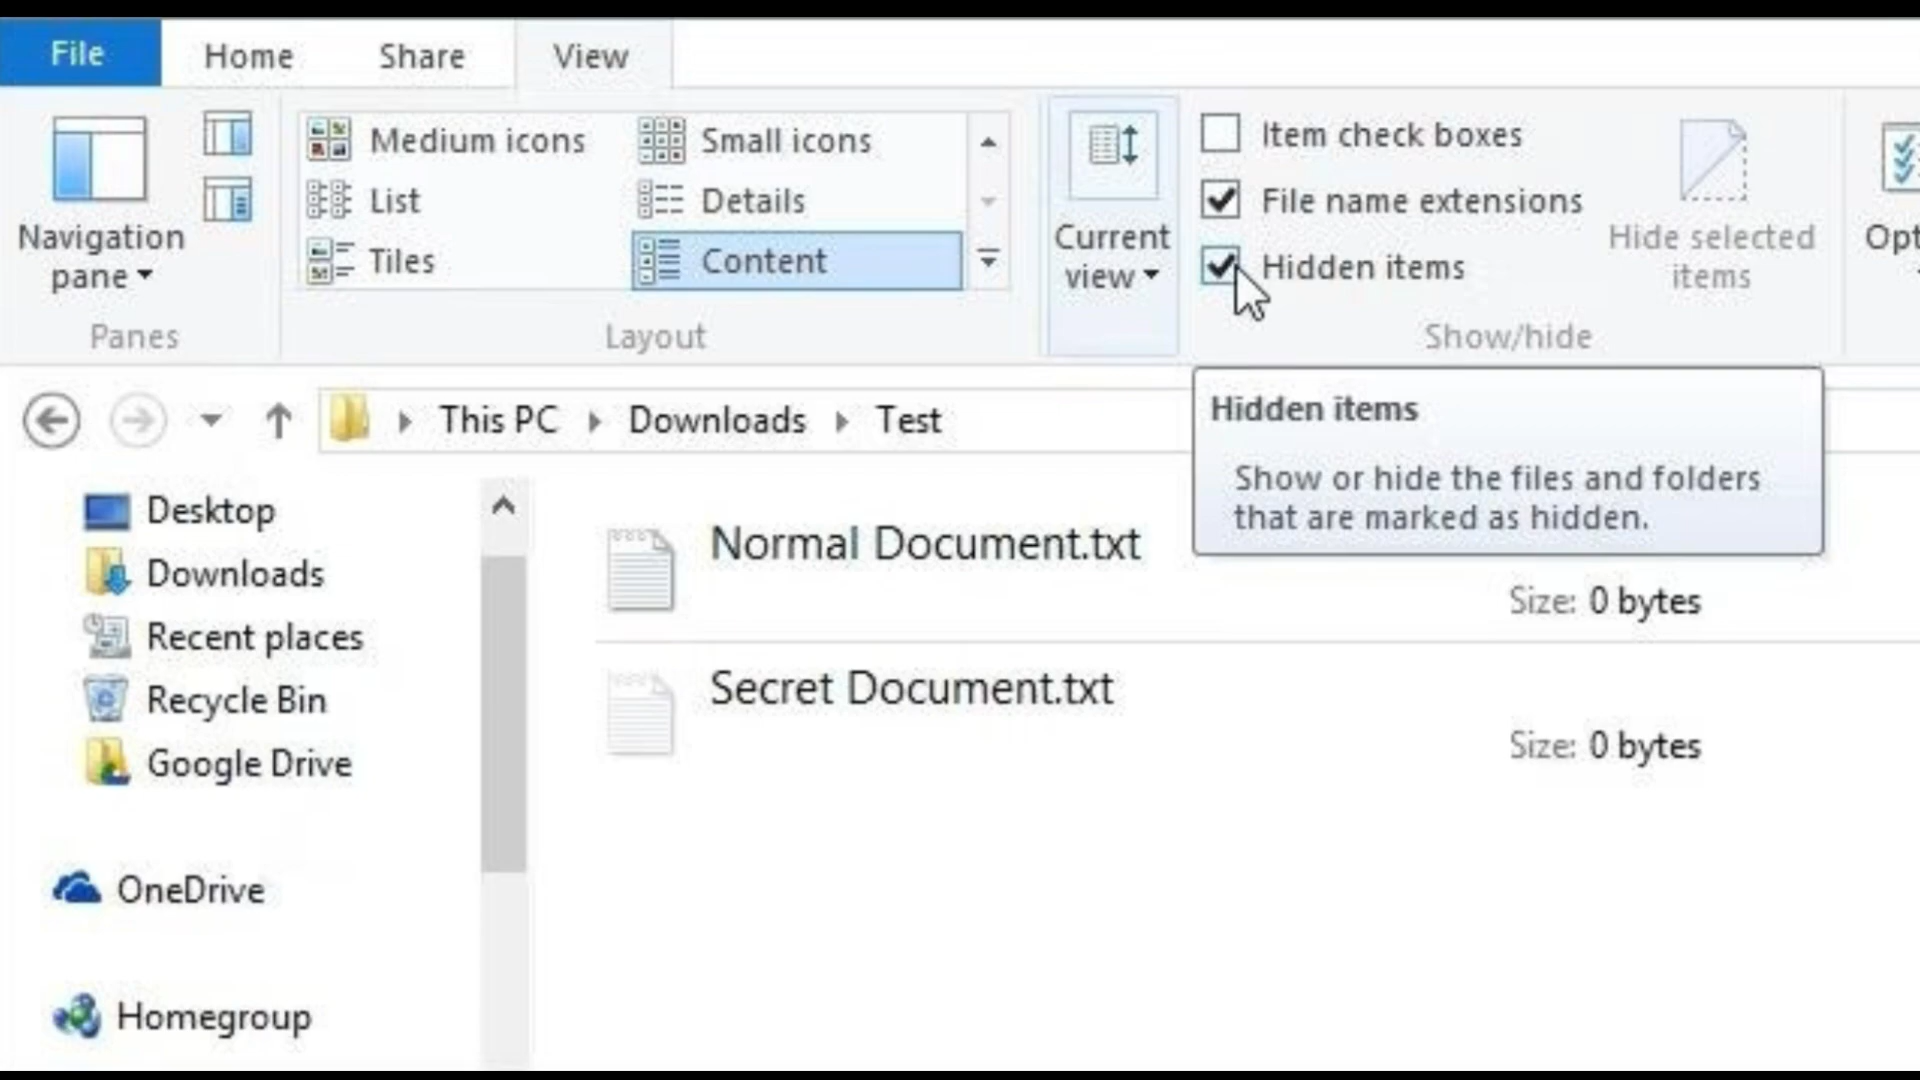 File
Home
Share
View
Navigation
pane
Panes
Medium icons
Small icons
List
Details
Tiles
Content
Layout
Current
view
Item check boxes
File name extensions
Hidden items
Hide selected
items
Show/hide
Opt
This PC
Downloads
Test
Hidden items
Show or hide the files and folders
that are marked as hidden.
Desktop
Downloads
Recent places
Recycle Bin
Google Drive
OneDrive
Homegroup
Normal Document.txt
Size: 0 bytes
Secret Document.txt
Size: 0 bytes